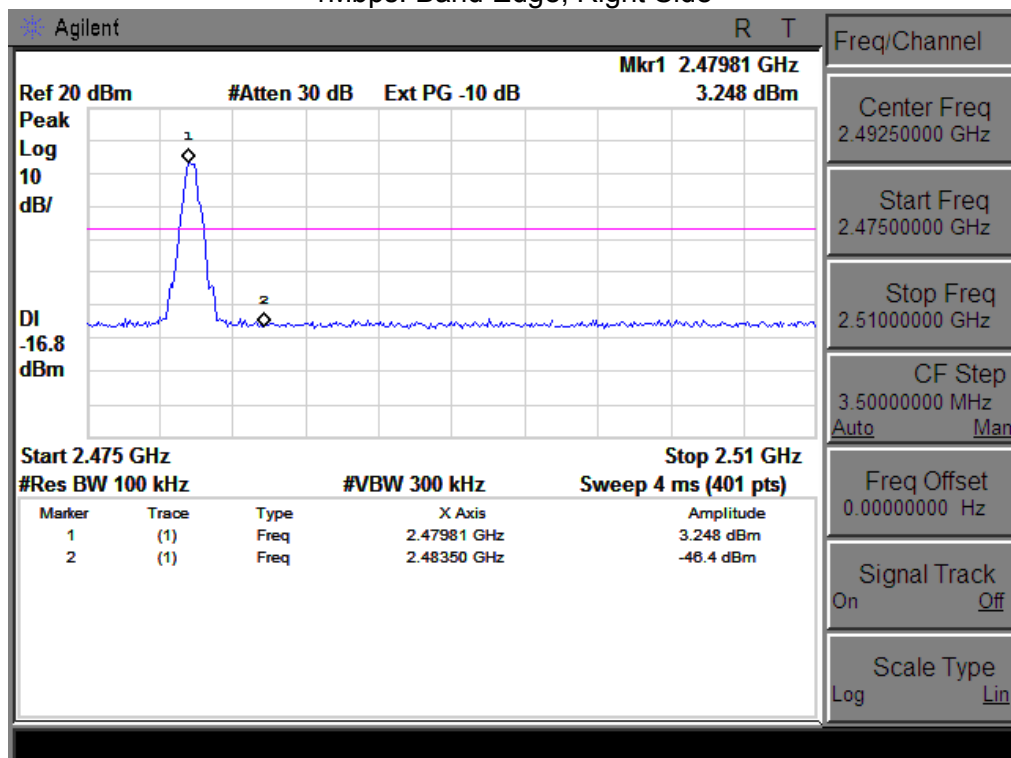 1Mbps: Band Edge, Right Side
Agilent R T
Mkr1 2.47981 GHz
Ref 20 dBm #Atten 30 dB Ext PG -10 dB 3.248 dBm
Peak
Log
10
dB/
1
2
DI
-16.8
dBm
Start 2.475 GHz Stop 2.51 GHz
#Res BW 100 kHz #VBW 300 kHz Sweep 4 ms (401 pts)
Marker Trace Type X Axis Amplitude
1 (1) Freq 2.47981 GHz 3.248 dBm
2 (1) Freq 2.48350 GHz -46.4 dBm
Freq/Channel
Center Freq
2.49250000 GHz
Start Freq
2.47500000 GHz
Stop Freq
2.51000000 GHz
CF Step
3.50000000 MHz
Auto Man
Freq Offset
0.00000000 Hz
Signal Track
On Off
Scale Type
Log Lin